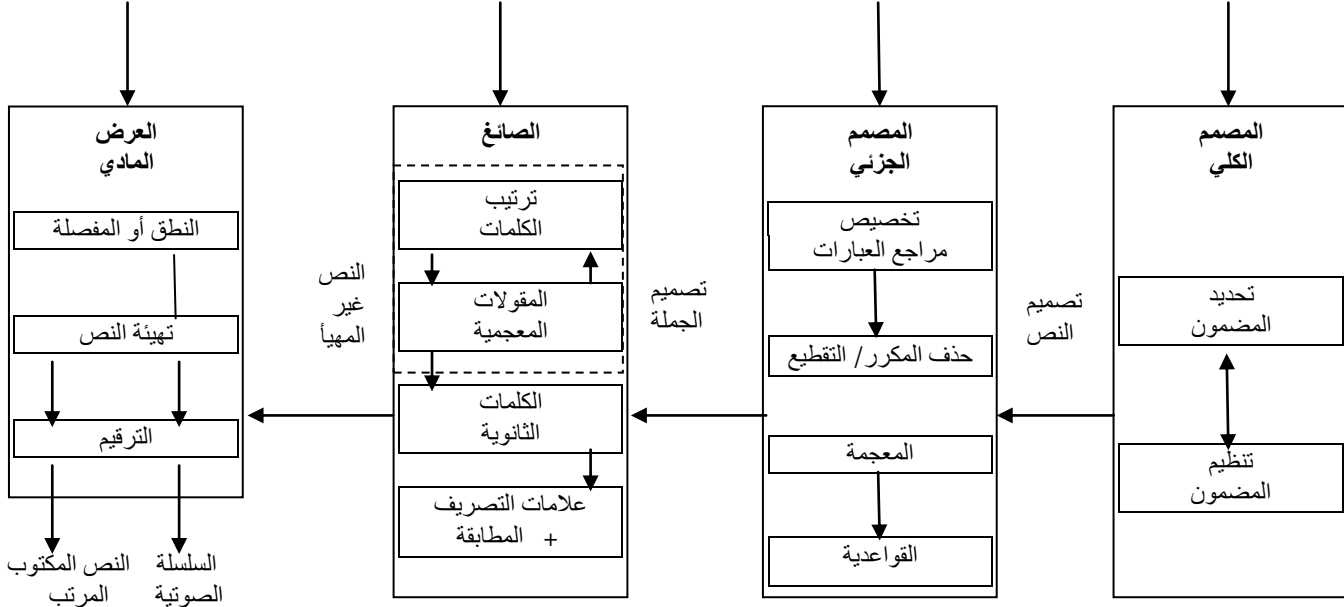 المصمم
الكلي
تحديد
المضمون
تنظيم
المضمون
تصميم
النص
المصمم
الجزئي
تخصيص
مراجع العبارات
حذف المكرر/ التقطيع
المعجمة
القواعدية
تصميم
الجملة
الصائغ
ترتيب
الكلمات
المقولات
المعجمية
الكلمات
الثانوية
علامات التصريف
+ المطابقة
النص
غير
المهيأ
العرض
المادي
النطق أو المفصلة
تهيئة النص
الترقيم
السلسلة
الصوتية
النص المكتوب
المرتب